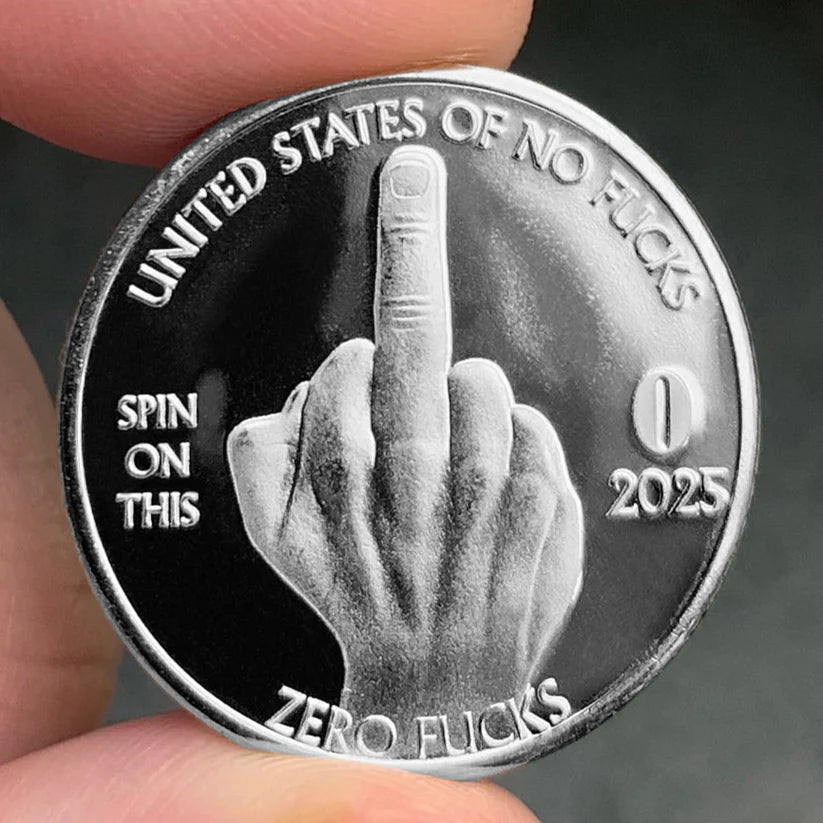 UNITED STATES OF NO FUCKS
SPIN
ON
THIS
0
2025
ZERO FUCKS